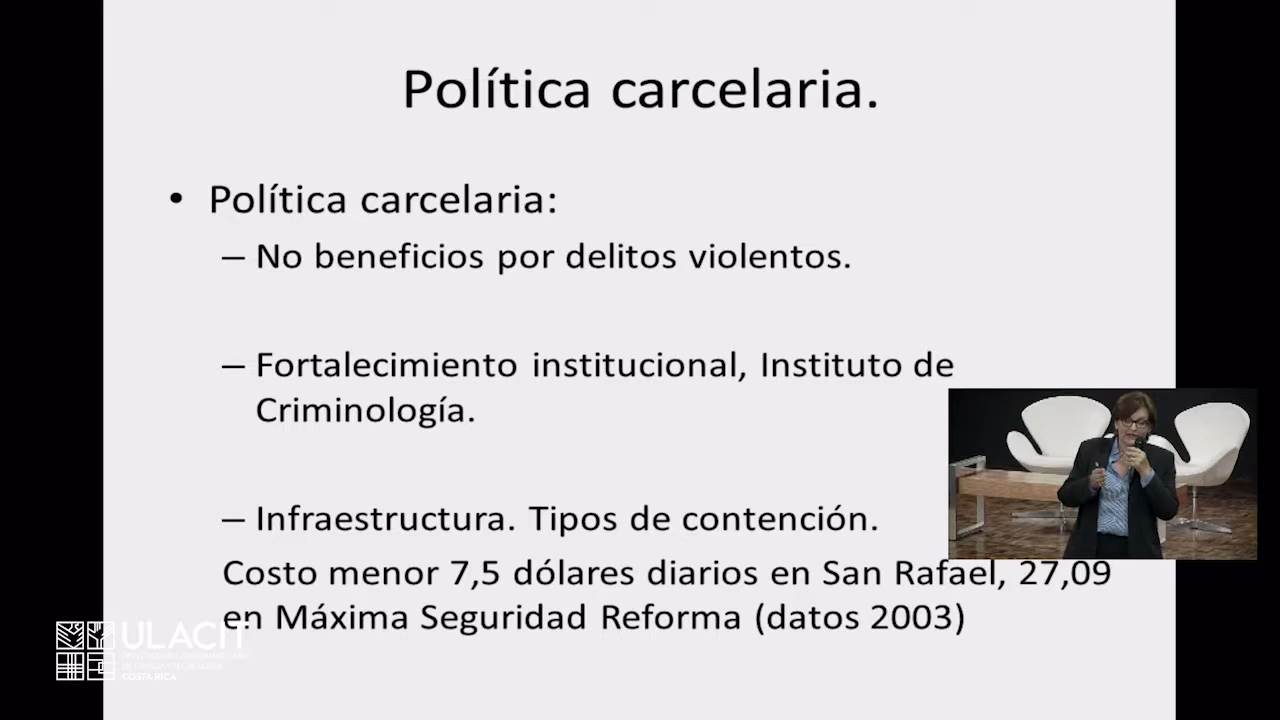 Política carcelaria.
• Política carcelaria:
– No beneficios por delitos violentos.
– Fortalecimiento institucional, Instituto de
Criminología.
– Infraestructura. Tipos de contención.
Costo menor 7,5 dólares diarios en San Rafael, 27,09
en Máxima Seguridad Reforma (datos 2003)
ULACIT
COSTA RICA